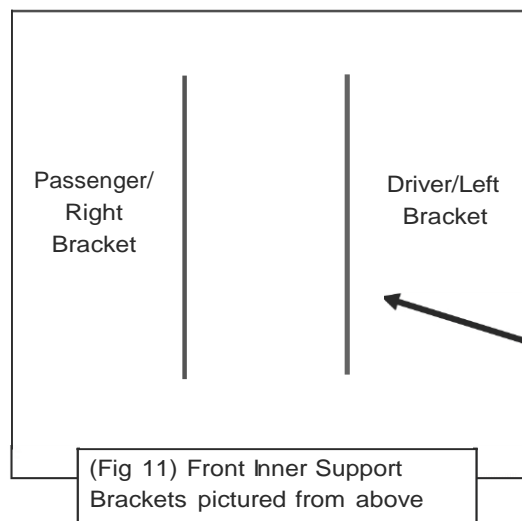 Passenger/
Right
Bracket
Driver/Left
Bracket
(Fig 11) Front Inner Support
Brackets pictured from above